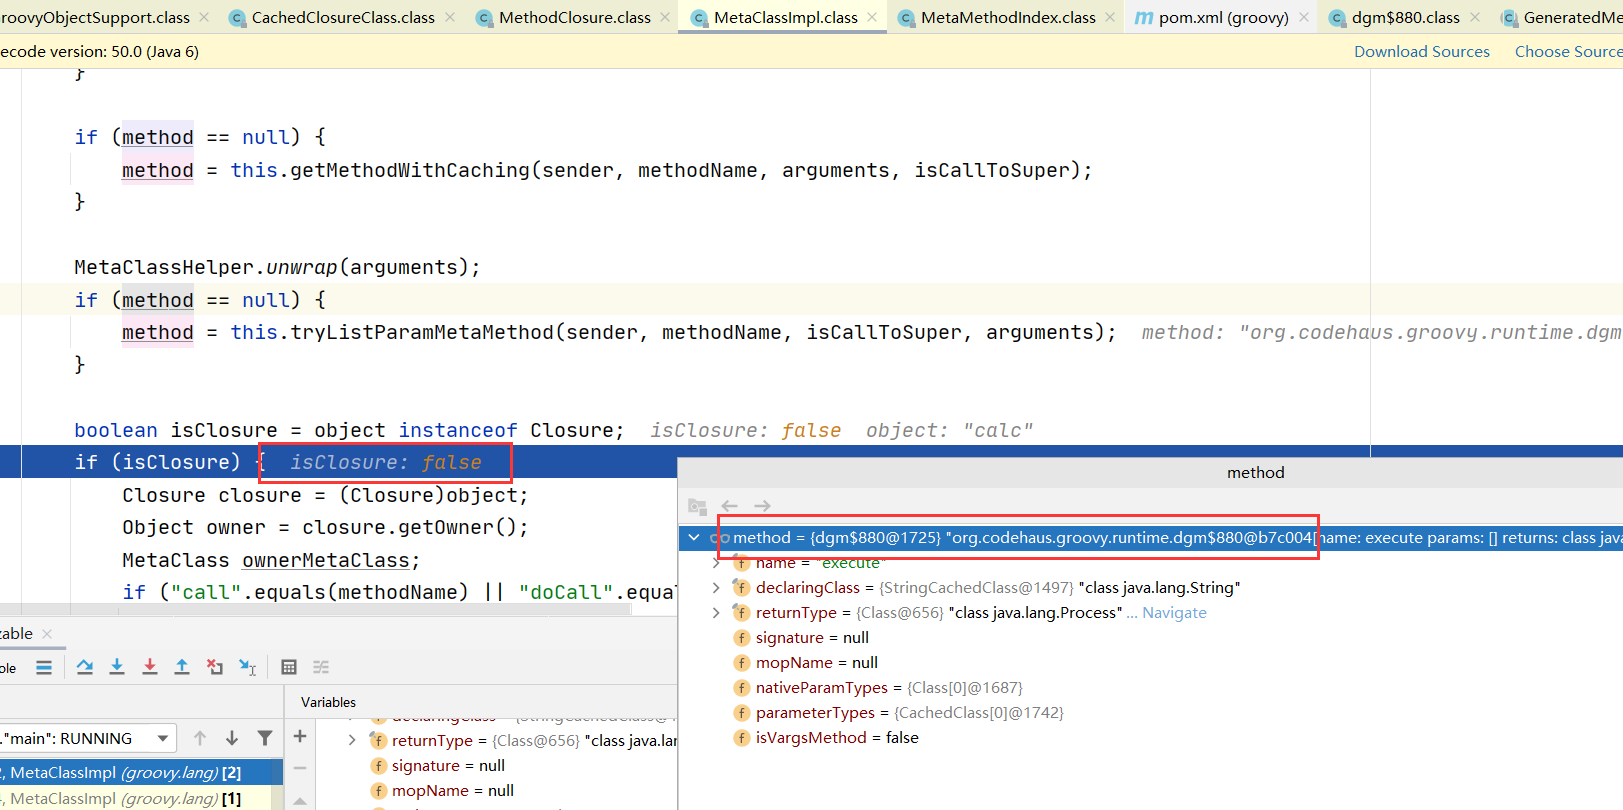 roovyObjectSupport.class CachedClosureClass.class MethodClosure.class MetaClassImpl.class MetaMethodIndex.class pom.xml (groovy) dgm$880.class GeneratedMe
ecode version: 50.0 (Java 6) Download Sources Choose Source
}
if (method == null) {
method = this.getMethodWithCaching(sender, methodName, arguments, isCallToSuper);
}
MetaClassHelper.unwrap(arguments);
if (method == null) {
method = this.tryListParamMetaMethod(sender, methodName, isCallToSuper, arguments); method: "org.codehaus.groovy.runtime.dgm
}
boolean isClosure = object instanceof Closure; isClosure: false object: "calc"
if (isClosure) { isClosure: false
Closure closure = (Closure)object;
Object owner = closure.getOwner();
MetaClass ownerMetaClass;
if ("call".equals(methodName) || "doCall".equa
method
method = {dgm$880@1725} "org.codehaus.groovy.runtime.dgm$880@b7c004[name: execute params: [] returns: class java
name = "execute"
declaringClass = {StringCachedClass@1497} "class java.lang.String"
returnType = {Class@656} "class java.lang.Process" ... Navigate
signature = null
mopName = null
nativeParamTypes = {Class[0]@1687}
parameterTypes = {CachedClass[0]@1742}
isVargsMethod = false
zable
ole
Variables
."main": RUNNING
, MetaClassImpl (groovy.lang) [2]
, MetaClassImpl (groovy.lang) [1]
declaringClass = {StringCachedClass@
returnType = {Class@656} "class java.lan
signature = null
mopName = null